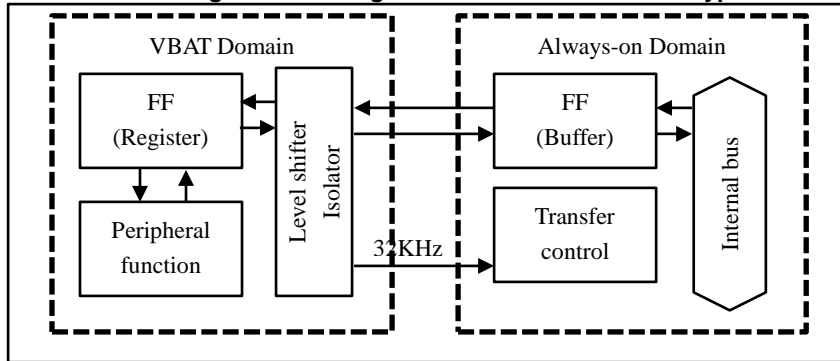 VBAT Domain
Always-on Domain
FF
(Register)
Level shifter
Isolator
FF
(Buffer)
Internal bus
Peripheral
function
32KHz
Transfer
control